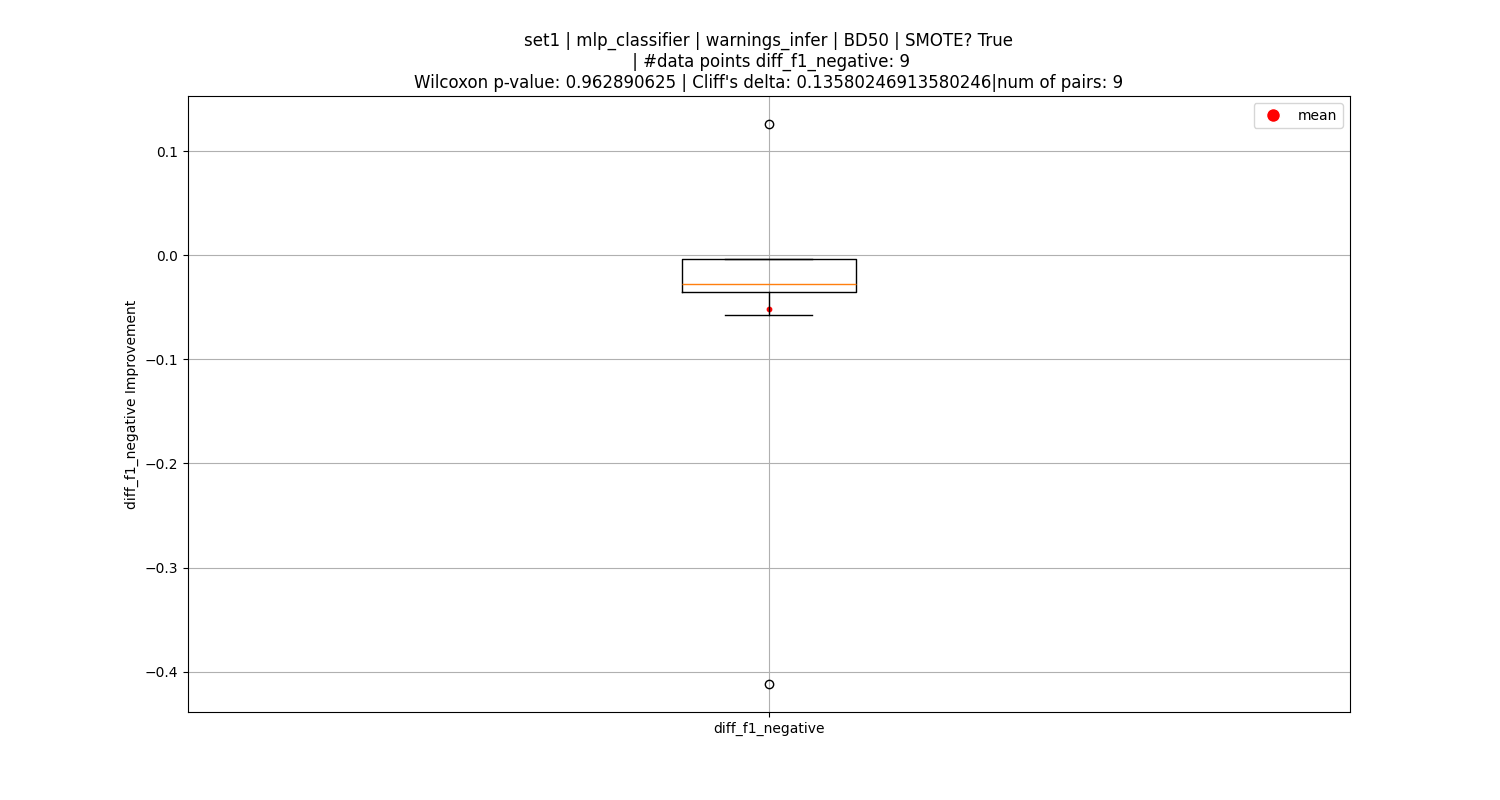 set1 | mlp_classifier | warnings_infer | BD50 | SMOTE? True
| #data points diff_f1_negative: 9
Wilcoxon p-value: 0.962890625 | Cliff's delta: 0.13580246913580246|num of pairs: 9
mean
0.1
0.0
−0.1
−0.2
−0.3
−0.4
diff_f1_negative Improvement
diff_f1_negative